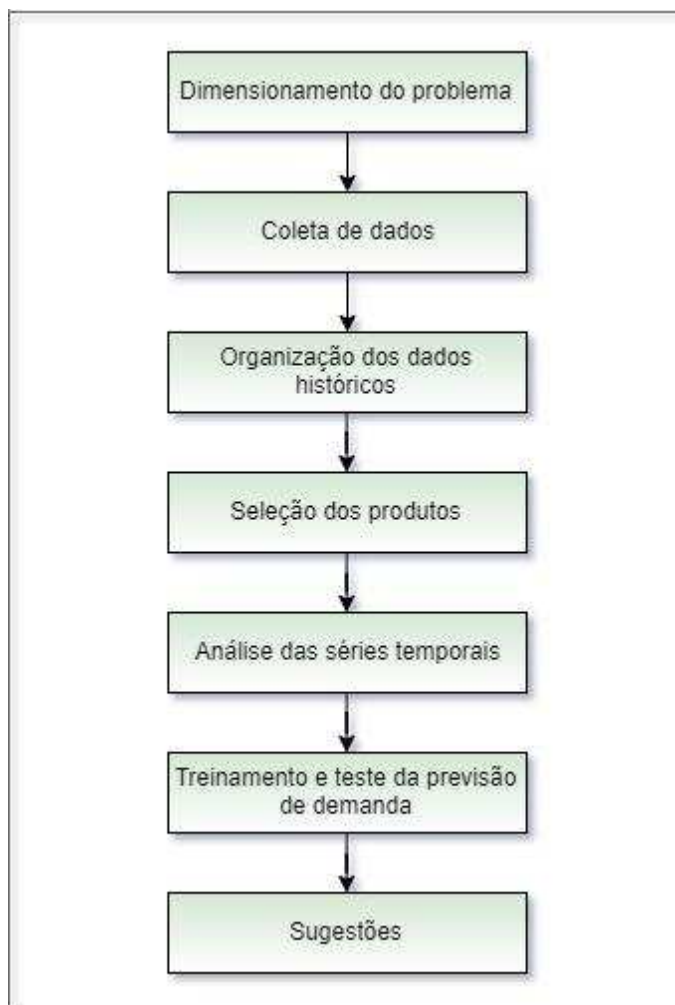 Dimensionamento do problema
Coleta de dados
Organização dos dados
históricos
Seleção dos produtos
Análise das séries temporais
Treinamento e teste da previsão
de demanda
Sugestões